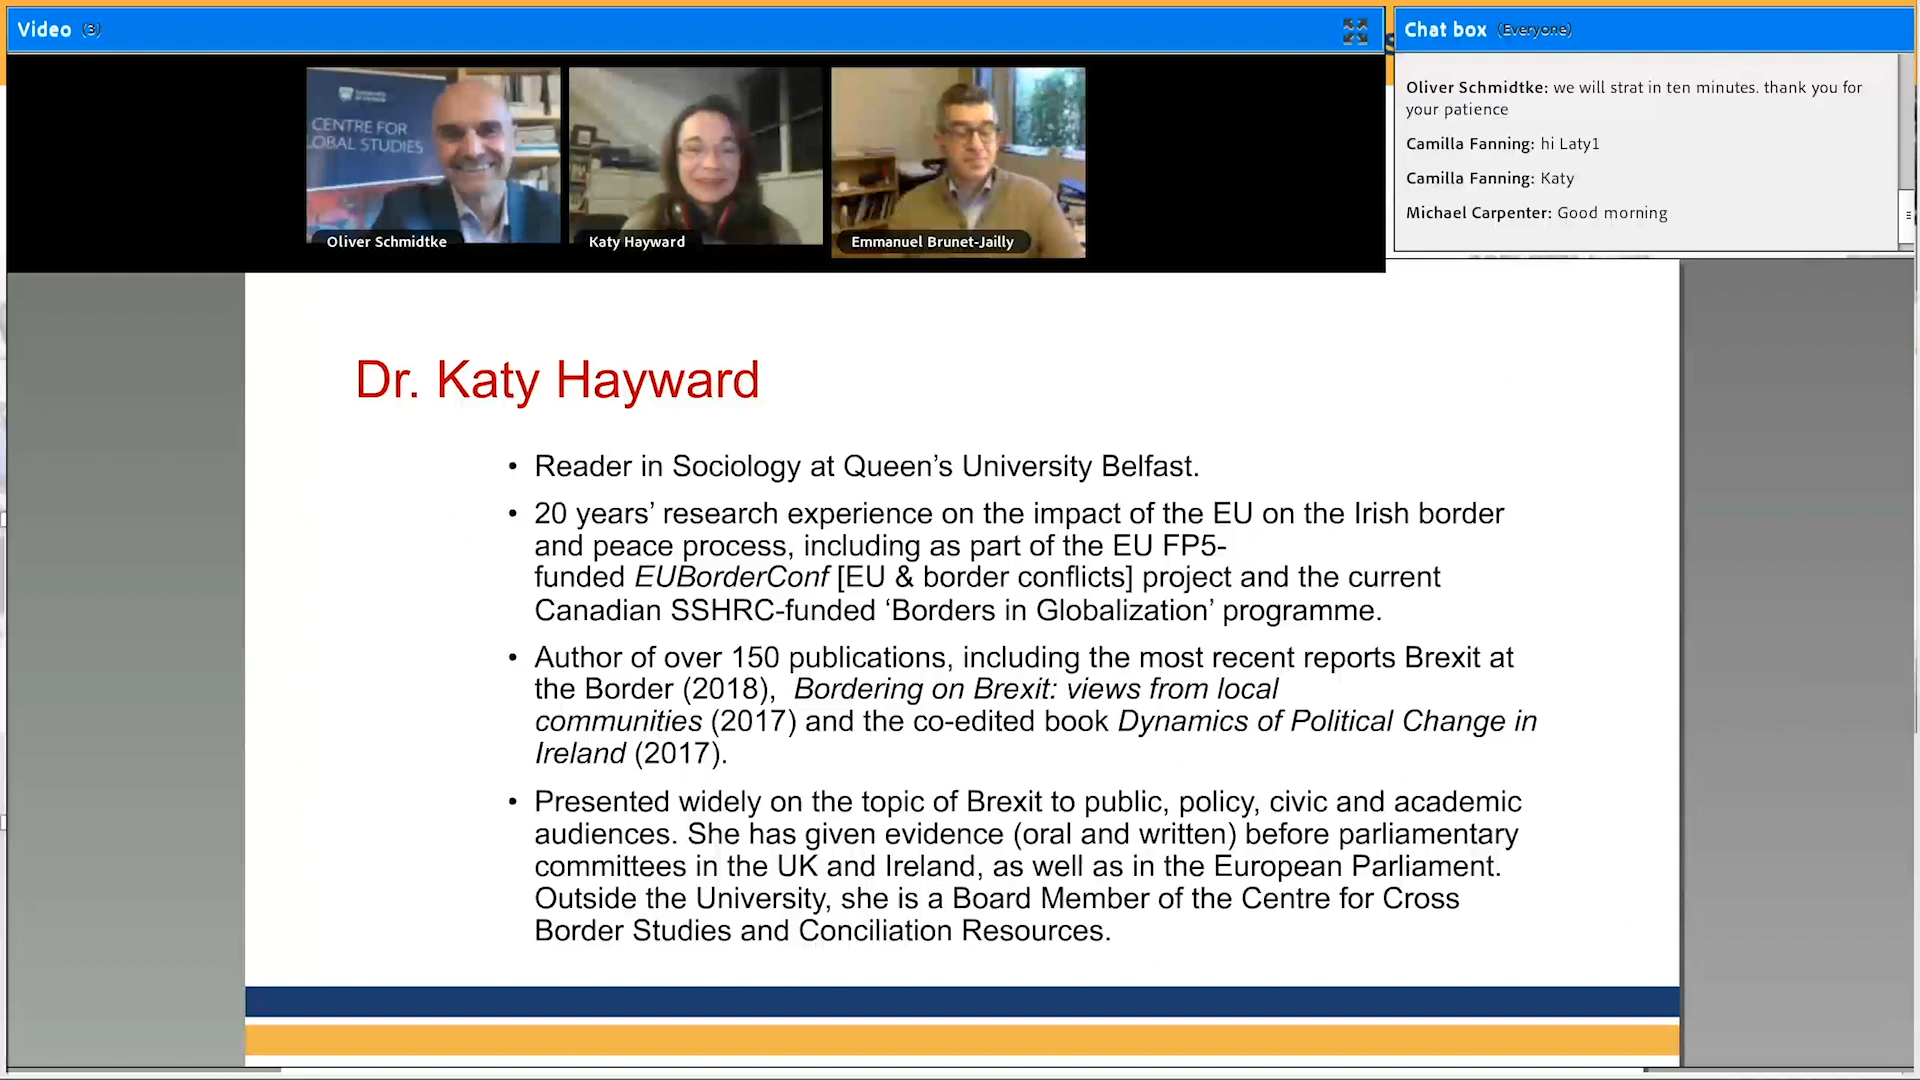 Video (3)
CENTRE FOR
LOBAL STUDIES
Oliver Schmidtke
Katy Hayward
Emmanuel Brunet-Jailly
Chat box (Everyone)
Oliver Schmidtke: we will strat in ten minutes. thank you for
your patience
Camilla Fanning: hi Laty1
Camilla Fanning: Katy
Michael Carpenter: Good morning
Dr. Katy Hayward
• Reader in Sociology at Queen’s University Belfast.
• 20 years’ research experience on the impact of the EU on the Irish border
and peace process, including as part of the EU FP5-
funded EUBorderConf [EU & border conflicts] project and the current
Canadian SSHRC-funded ‘Borders in Globalization’ programme.
• Author of over 150 publications, including the most recent reports Brexit at
the Border (2018), Bordering on Brexit: views from local
communities (2017) and the co-edited book Dynamics of Political Change in
Ireland (2017).
• Presented widely on the topic of Brexit to public, policy, civic and academic
audiences. She has given evidence (oral and written) before parliamentary
committees in the UK and Ireland, as well as in the European Parliament.
Outside the University, she is a Board Member of the Centre for Cross
Border Studies and Conciliation Resources.